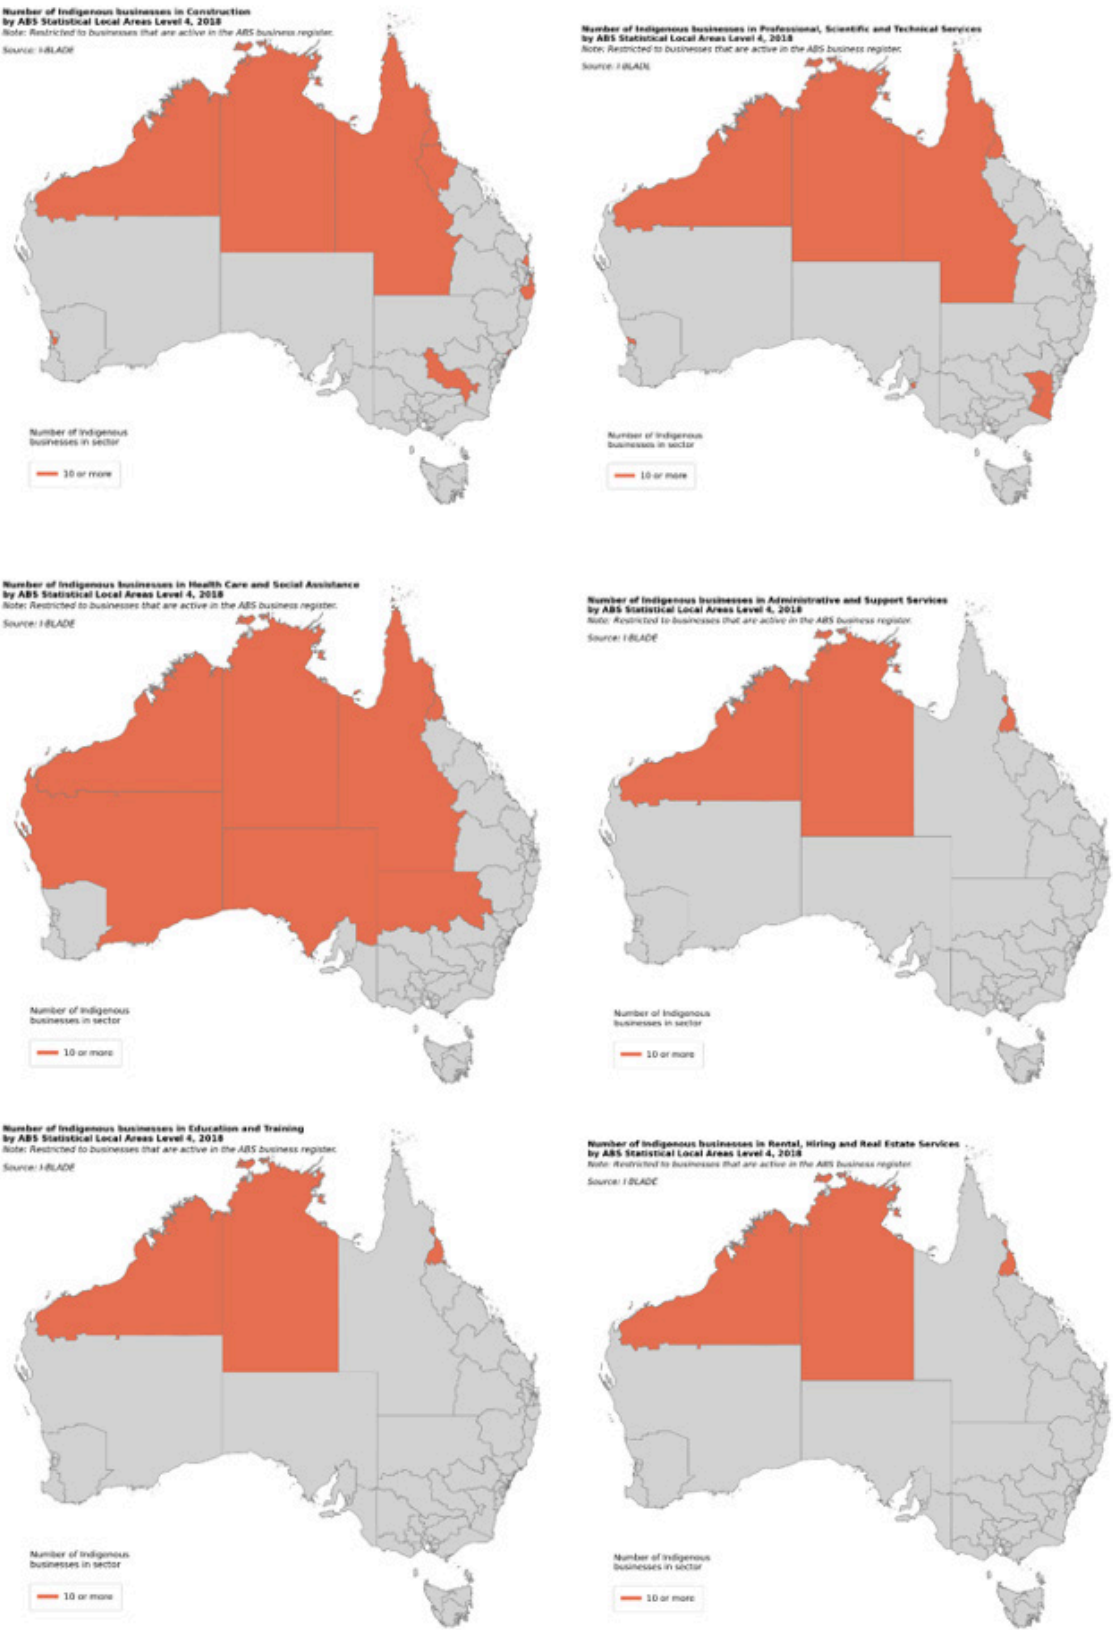 Number of Indigenous businesses in Construction
by ABS Statistical Local Areas Level 4, 2018
Note: Restricted to businesses that are active in the ABS business register.
Source: I-BLADE
Number of Indigenous
businesses in sector
10 or more
Number of Indigenous businesses in Professional, Scientific and Technical Services
by ABS Statistical Local Areas Level 4, 2018
Note: Restricted to businesses that are active in the ABS business register.
Source: I-BLADE
Number of Indigenous
businesses in sector
10 or more
Number of Indigenous businesses in Health Care and Social Assistance
by ABS Statistical Local Areas Level 4, 2018
Note: Restricted to businesses that are active in the ABS business register.
Source: I-BLADE
Number of Indigenous
businesses in sector
10 or more
Number of Indigenous businesses in Administrative and Support Services
by ABS Statistical Local Areas Level 4, 2018
Note: Restricted to businesses that are active in the ABS business register.
Source: I-BLADE
Number of Indigenous
businesses in sector
10 or more
Number of Indigenous businesses in Education and Training
by ABS Statistical Local Areas Level 4, 2018
Note: Restricted to businesses that are active in the ABS business register.
Source: I-BLADE
Number of Indigenous
businesses in sector
10 or more
Number of Indigenous businesses in Rental, Hiring and Real Estate Services
by ABS Statistical Local Areas Level 4, 2018
Note: Restricted to businesses that are active in the ABS business register.
Source: I-BLADE
Number of Indigenous
businesses in sector
10 or more